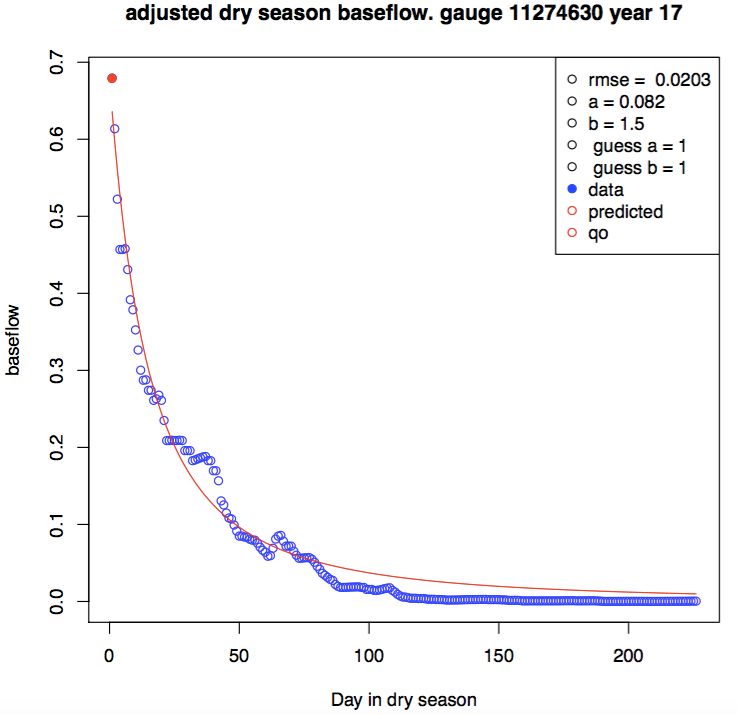 adjusted dry season baseflow. gauge 11274630 year 17
rmse = 0.0203
a = 0.082
b = 1.5
guess a = 1
guess b = 1
data
predicted
qo
baseflow
0.7
0.6
0.5
0.4
0.3
0.2
0.1
0.0
0 50 100 150 200
Day in dry season